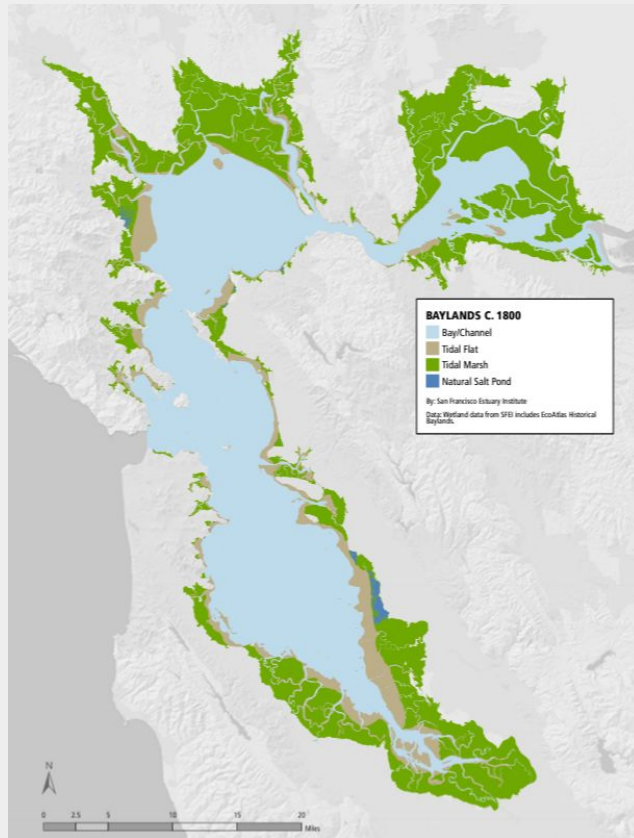 BAYLANDS C. 1800
Bay/Channel
Tidal Flat
Tidal Marsh
Natural Salt Pond
By: San Francisco Estuary Institute
Data: Wetland data from SFEI includes EcoAtlas Historical
Baylands.
N
0 2.5 5 10 15 20
Miles